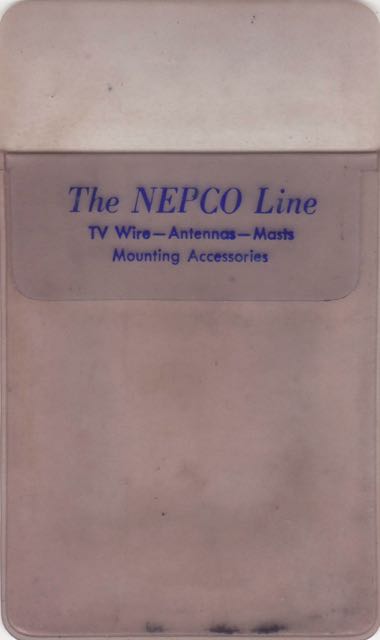 The NEPCO Line
TV Wire—Antennas—Masts
Mounting Accessories